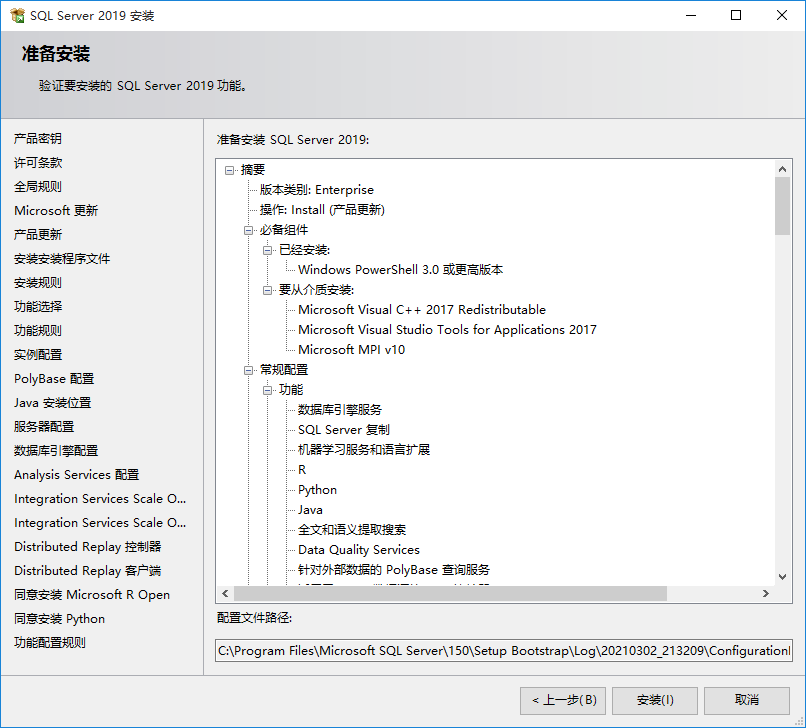 SQL Server 2019 安装
准备安装
验证要安装的 SQL Server 2019 功能。
产品密钥
许可条款
全局规则
Microsoft 更新
产品更新
安装安装程序文件
安装规则
功能选择
功能规则
实例配置
PolyBase 配置
Java 安装位置
服务器配置
数据库引擎配置
Analysis Services 配置
Integration Services Scale O...
Integration Services Scale O...
Distributed Replay 控制器
Distributed Replay 客户端
同意安装 Microsoft R Open
同意安装 Python
功能配置规则
准备安装 SQL Server 2019:
摘要
版本类别: Enterprise
操作: Install (产品更新)
必备组件
已经安装:
Windows PowerShell 3.0 或更高版本
要从介质安装:
Microsoft Visual C++ 2017 Redistributable
Microsoft Visual Studio Tools for Applications 2017
Microsoft MPI v10
常规配置
功能
数据库引擎服务
SQL Server 复制
机器学习服务和语言扩展
R
Python
Java
全文和语义提取搜索
Data Quality Services
针对外部数据的 PolyBase 查询服务
配置文件路径:
C:\Program Files\Microsoft SQL Server\150\Setup Bootstrap\Log\20210302_213209\Configuration
< 上一步(B)
安装(I)
取消